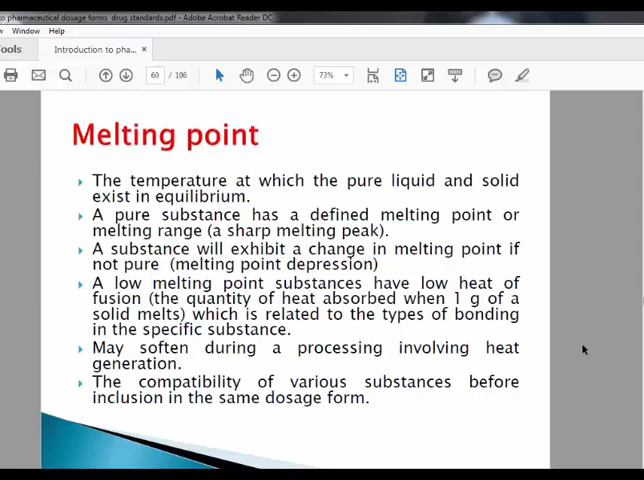 to pharmaceutical dosage forms drug standards.pdf - Adobe Acrobat Reader DC
Window Help
Tools
Introduction to pha...
60 / 106
73%
Melting point
The temperature at which the pure liquid and solid
exist in equilibrium.
A pure substance has a defined melting point or
melting range (a sharp melting peak).
A substance will exhibit a change in melting point if
not pure (melting point depression)
A low melting point substances have low heat of
fusion (the quantity of heat absorbed when 1 g of a
solid melts) which is related to the types of bonding
in the specific substance.
May soften during a processing involving heat
generation.
The compatibility of various substances before
inclusion in the same dosage form.